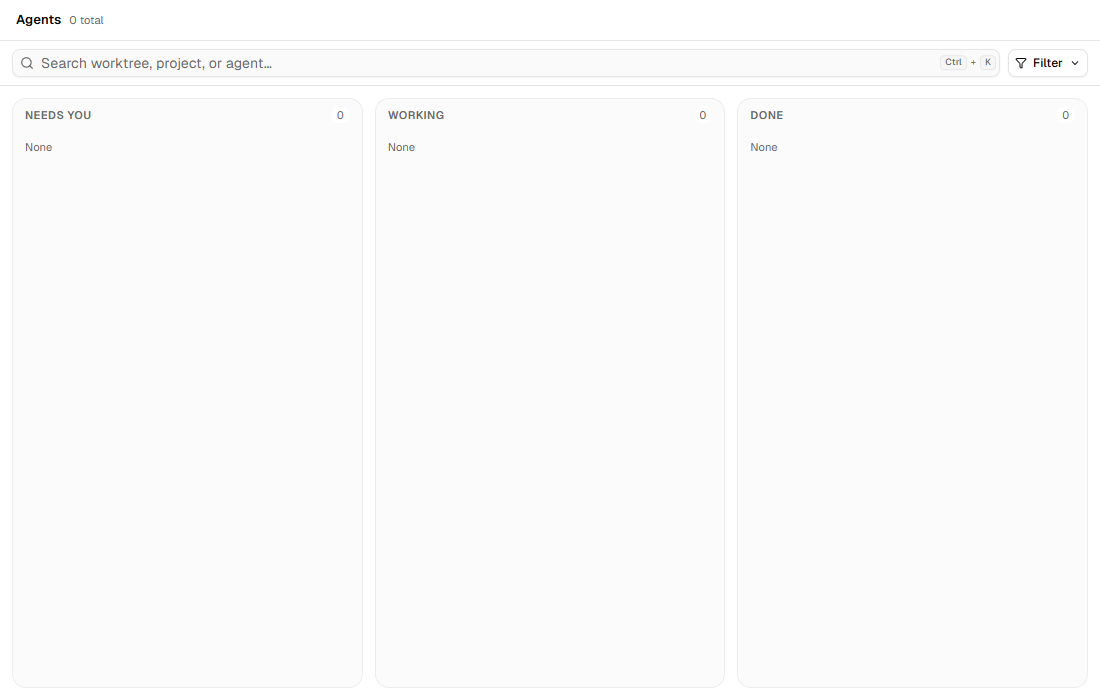 Agents 0 total
Search worktree, project, or agent… Ctrl + K Filter
NEEDS YOU 0
None
WORKING 0
None
DONE 0
None